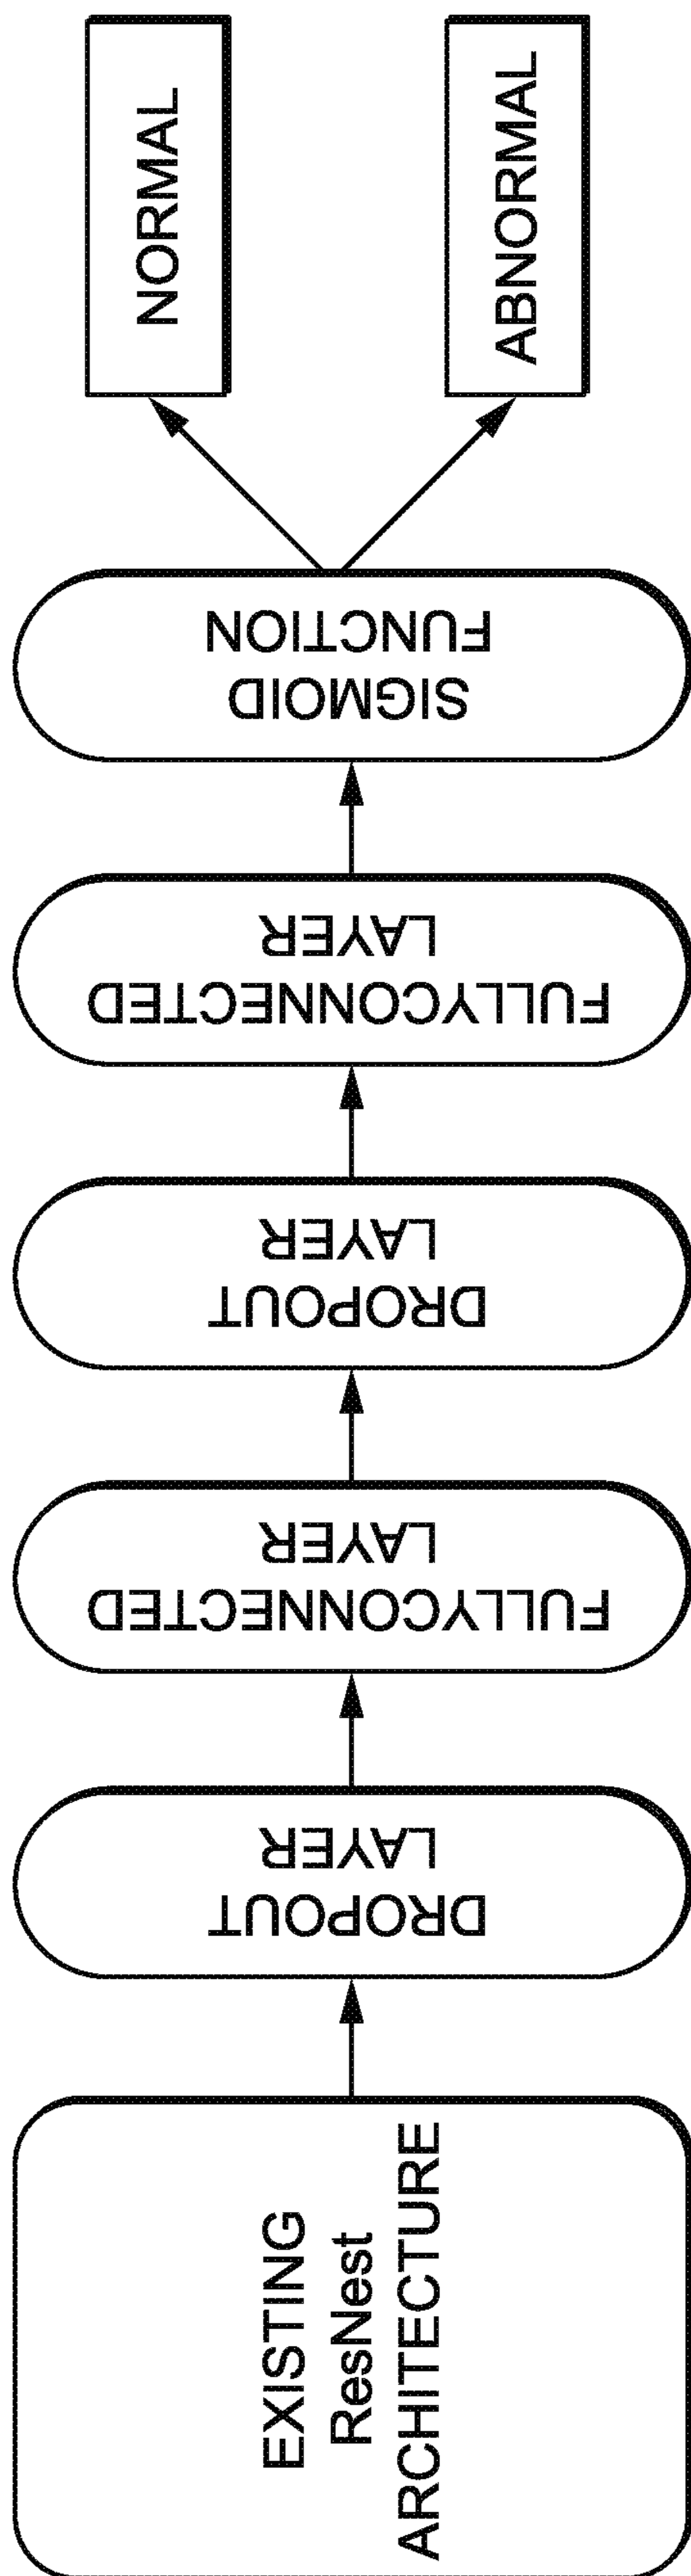 EXISTING
ResNest
ARCHITECTURE
DROPOUT
LAYER
FULLYCONNECTED
LAYER
DROPOUT
LAYER
FULLYCONNECTED
LAYER
SIGMOID
FUNCTION
NORMAL
ABNORMAL